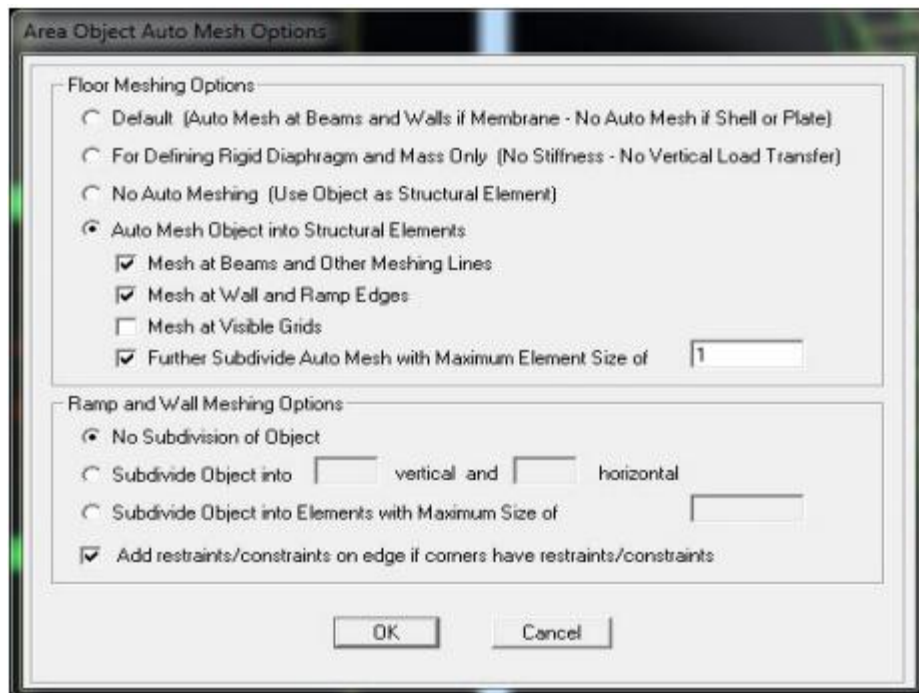 Area Object Auto Mesh Options
Floor Meshing Options
Default (Auto Mesh at Beams and Walls if Membrane - No Auto Mesh if Shell or Plate)
For Defining Rigid Diaphragm and Mass Only (No Stiffness - No Vertical Load Transfer)
No Auto Meshing (Use Object as Structural Element)
Auto Mesh Object into Structural Elements
Mesh at Beams and Other Meshing Lines
Mesh at Wall and Ramp Edges
Mesh at Visible Grids
Further Subdivide Auto Mesh with Maximum Element Size of 1
Ramp and Wall Meshing Options
No Subdivision of Object
Subdivide Object into vertical and horizontal
Subdivide Object into Elements with Maximum Size of
Add restraints/constraints on edge if corners have restraints/constraints
OK Cancel